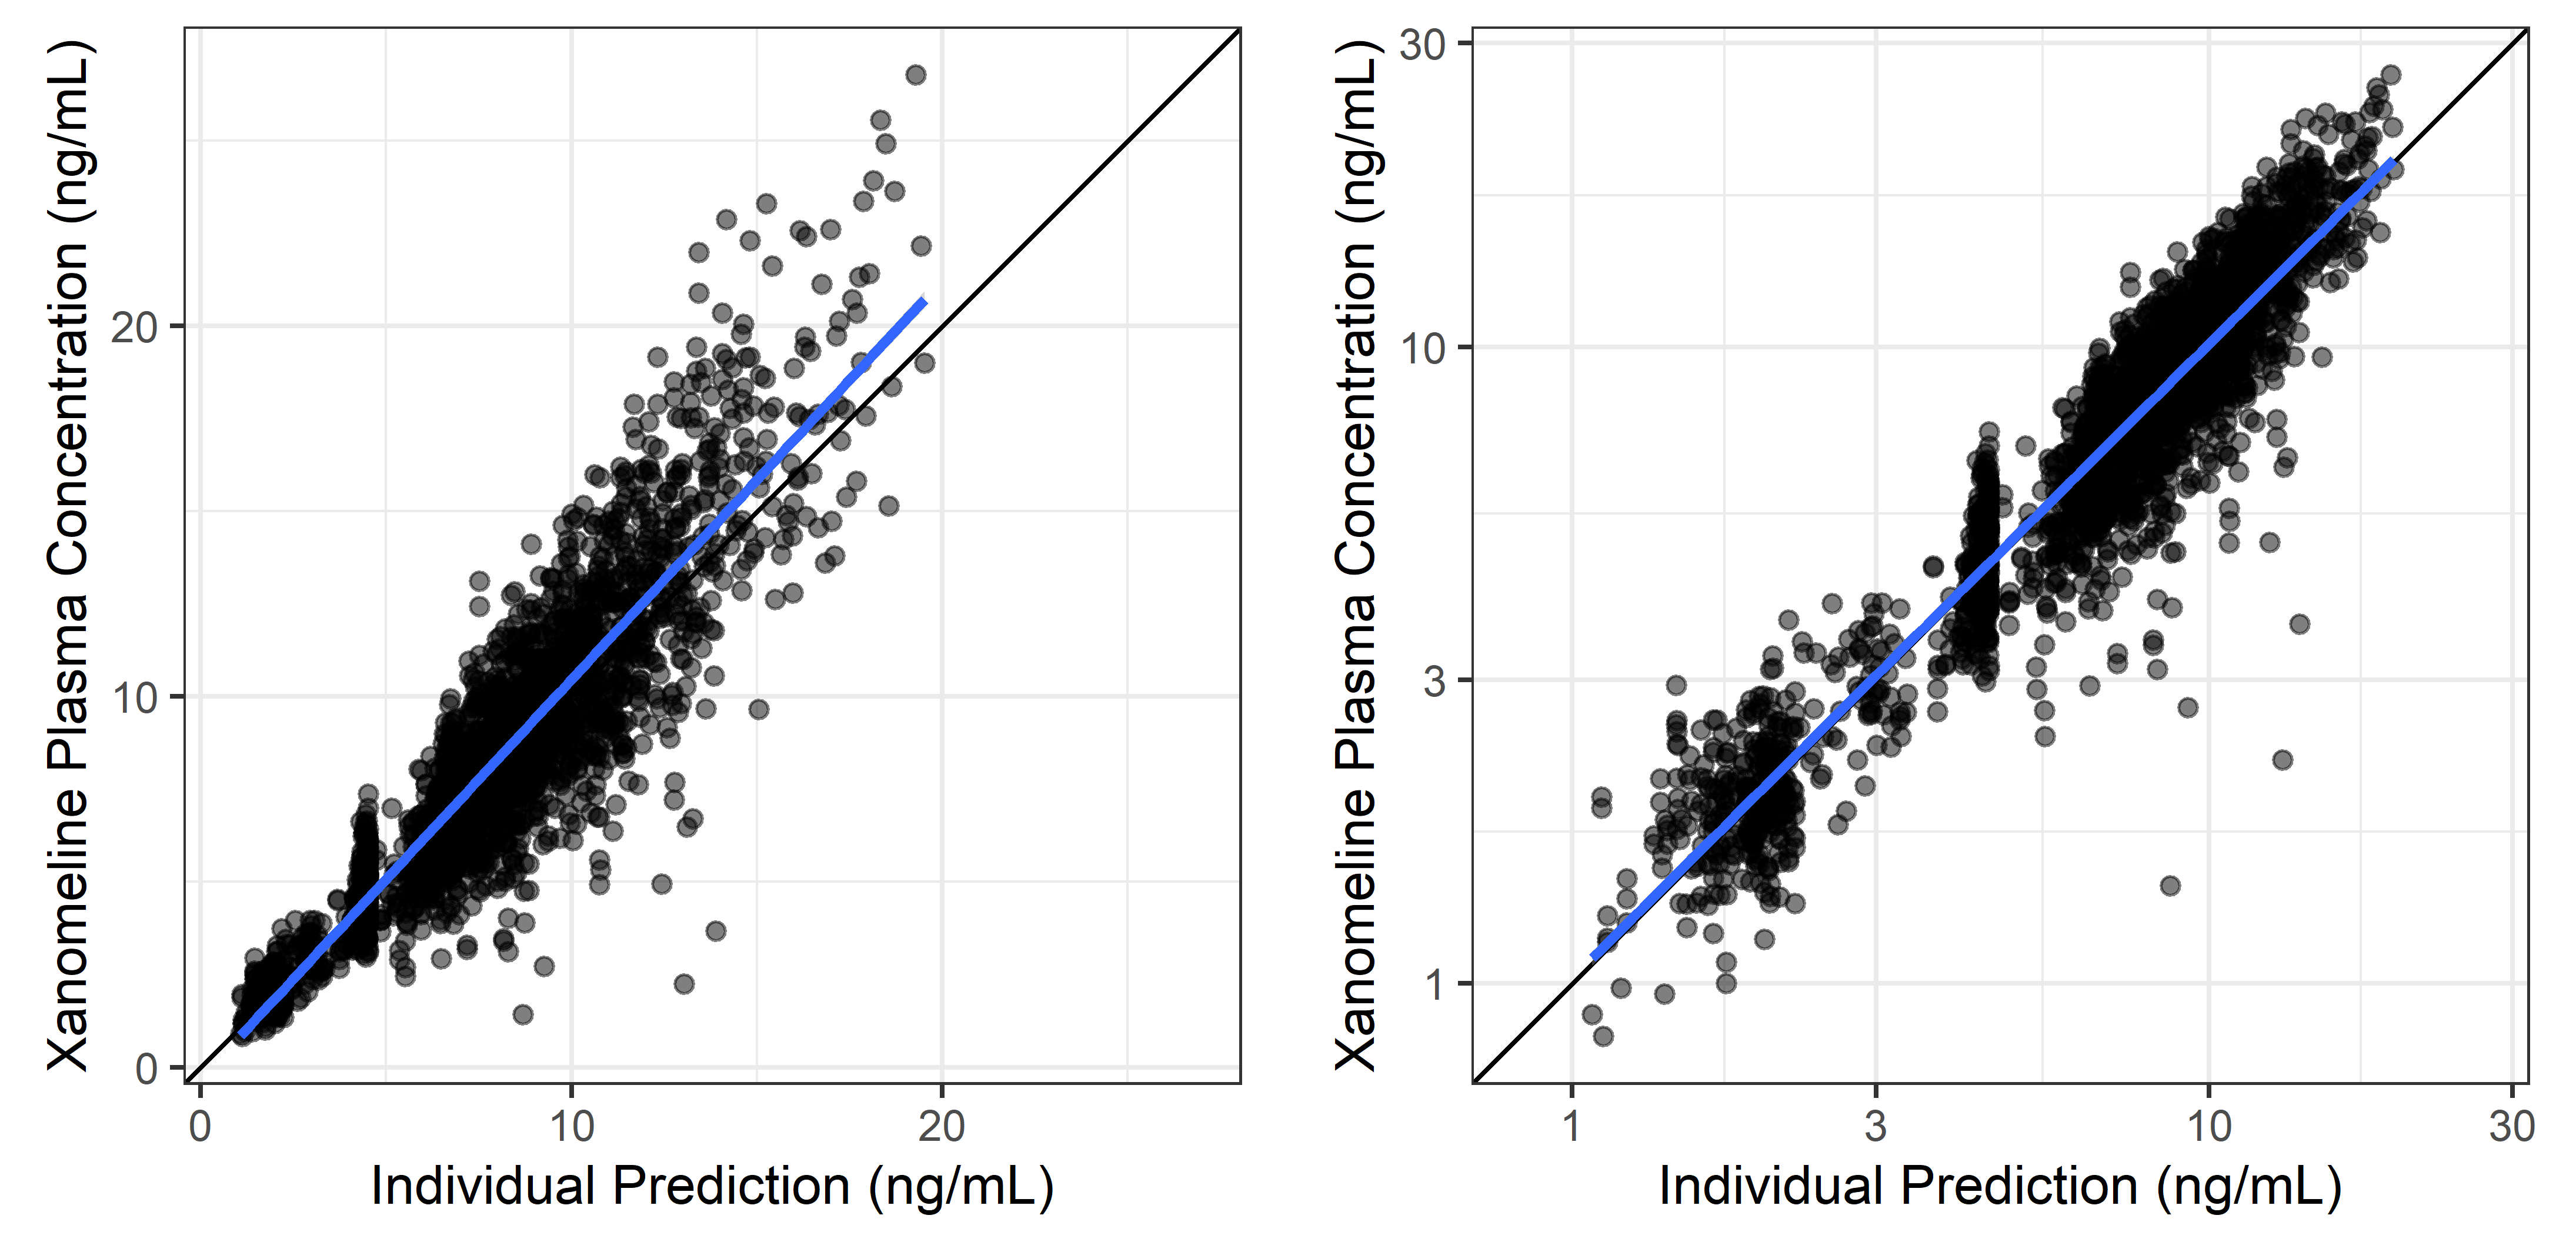 Xanomeline Plasma Concentration (ng/mL)
20
10
0
0 10 20
Individual Prediction (ng/mL)
Xanomeline Plasma Concentration (ng/mL)
30
10
3
1
1 3 10 30
Individual Prediction (ng/mL)